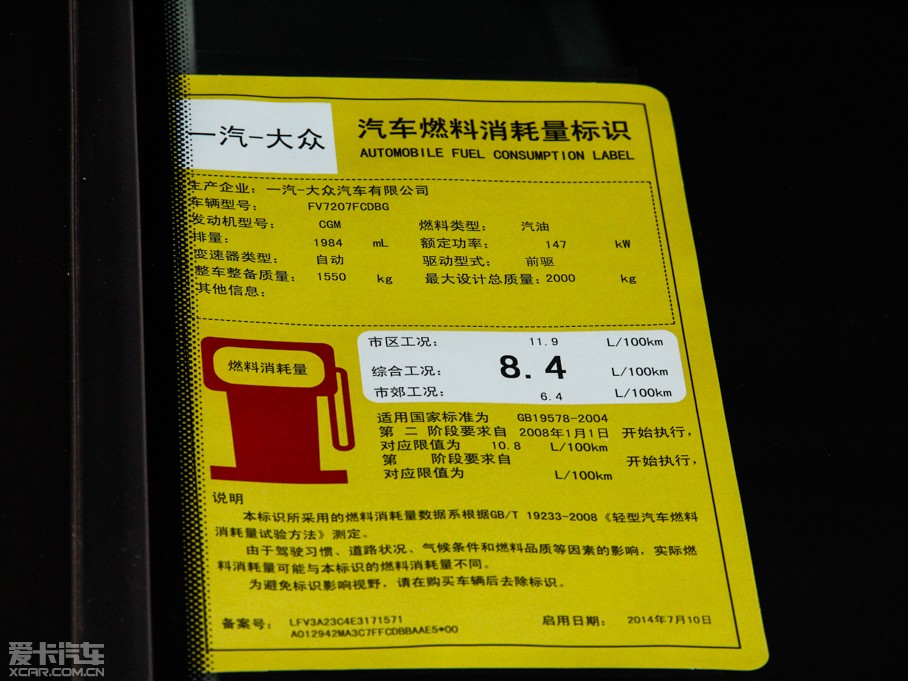 一汽-大众
汽车燃料消耗量标识
AUTOMOBILE FUEL CONSUMPTION LABEL
生产企业: 一汽-大众汽车有限公司
车辆型号: FV7207FCDBG
发动机型号: CGM 燃料类型: 汽油
排量: 1984 mL 额定功率: 147 kW
变速器类型: 自动 驱动型式: 前驱
整车整备质量: 1550 kg 最大设计总质量: 2000 kg
其他信息:
燃料消耗量
市区工况: 11.9 L/100km
综合工况: 8.4 L/100km
市郊工况: 6.4 L/100km
适用国家标准为 GB19578-2004
第 二 阶段要求自 2008年1月1日 开始执行,
对应限值为 10.8 L/100km
第 阶段要求自 开始执行,
对应限值为 L/100km
说明
本标识所采用的燃料消耗量数据系根据GB/T 19233-2008《轻型汽车燃料
消耗量试验方法》测定。
由于驾驶习惯、道路状况、气候条件和燃料品质等因素的影响, 实际燃
料消耗量可能与本标识的燃料消耗量不同。
为避免标识影响视野, 请在购买车辆后去除标识。
备案号: LFV3A23C4E3171571
A012942MA3C7FFCDBBAAE5*00
启用日期: 2014年7月10日
爱卡汽车
XCAR.COM.CN